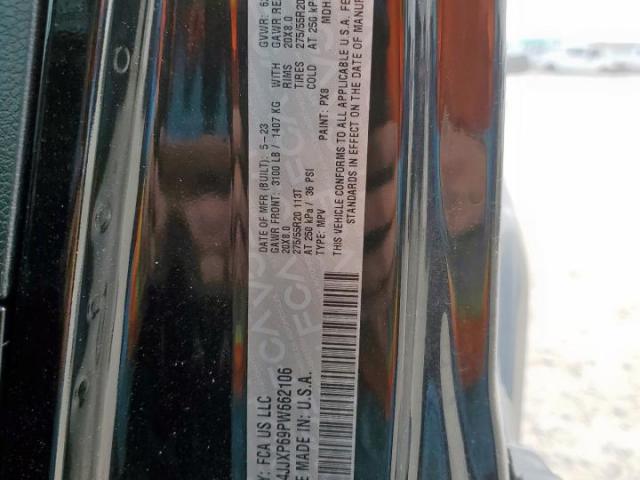 Y: FCA US LLC
DATE OF MFR (BUILT): 5-23
GVWR:
GAWR FRONT: 3100 LB / 1407 KG WITH GAWR RE
20X8.0 RIMS 20X8.0
275/55R20 113T TIRES 275/55R20
AT 250 kPa / 36 PSI COLD AT 250 kP
4JJXP69PW662106
TYPE: MPV PAINT: PX8 MDH
E MADE IN: U.S.A.
THIS VEHICLE CONFORMS TO ALL APPLICABLE U.S.A. FE
STANDARDS IN EFFECT ON THE DATE OF MANUF
FCA